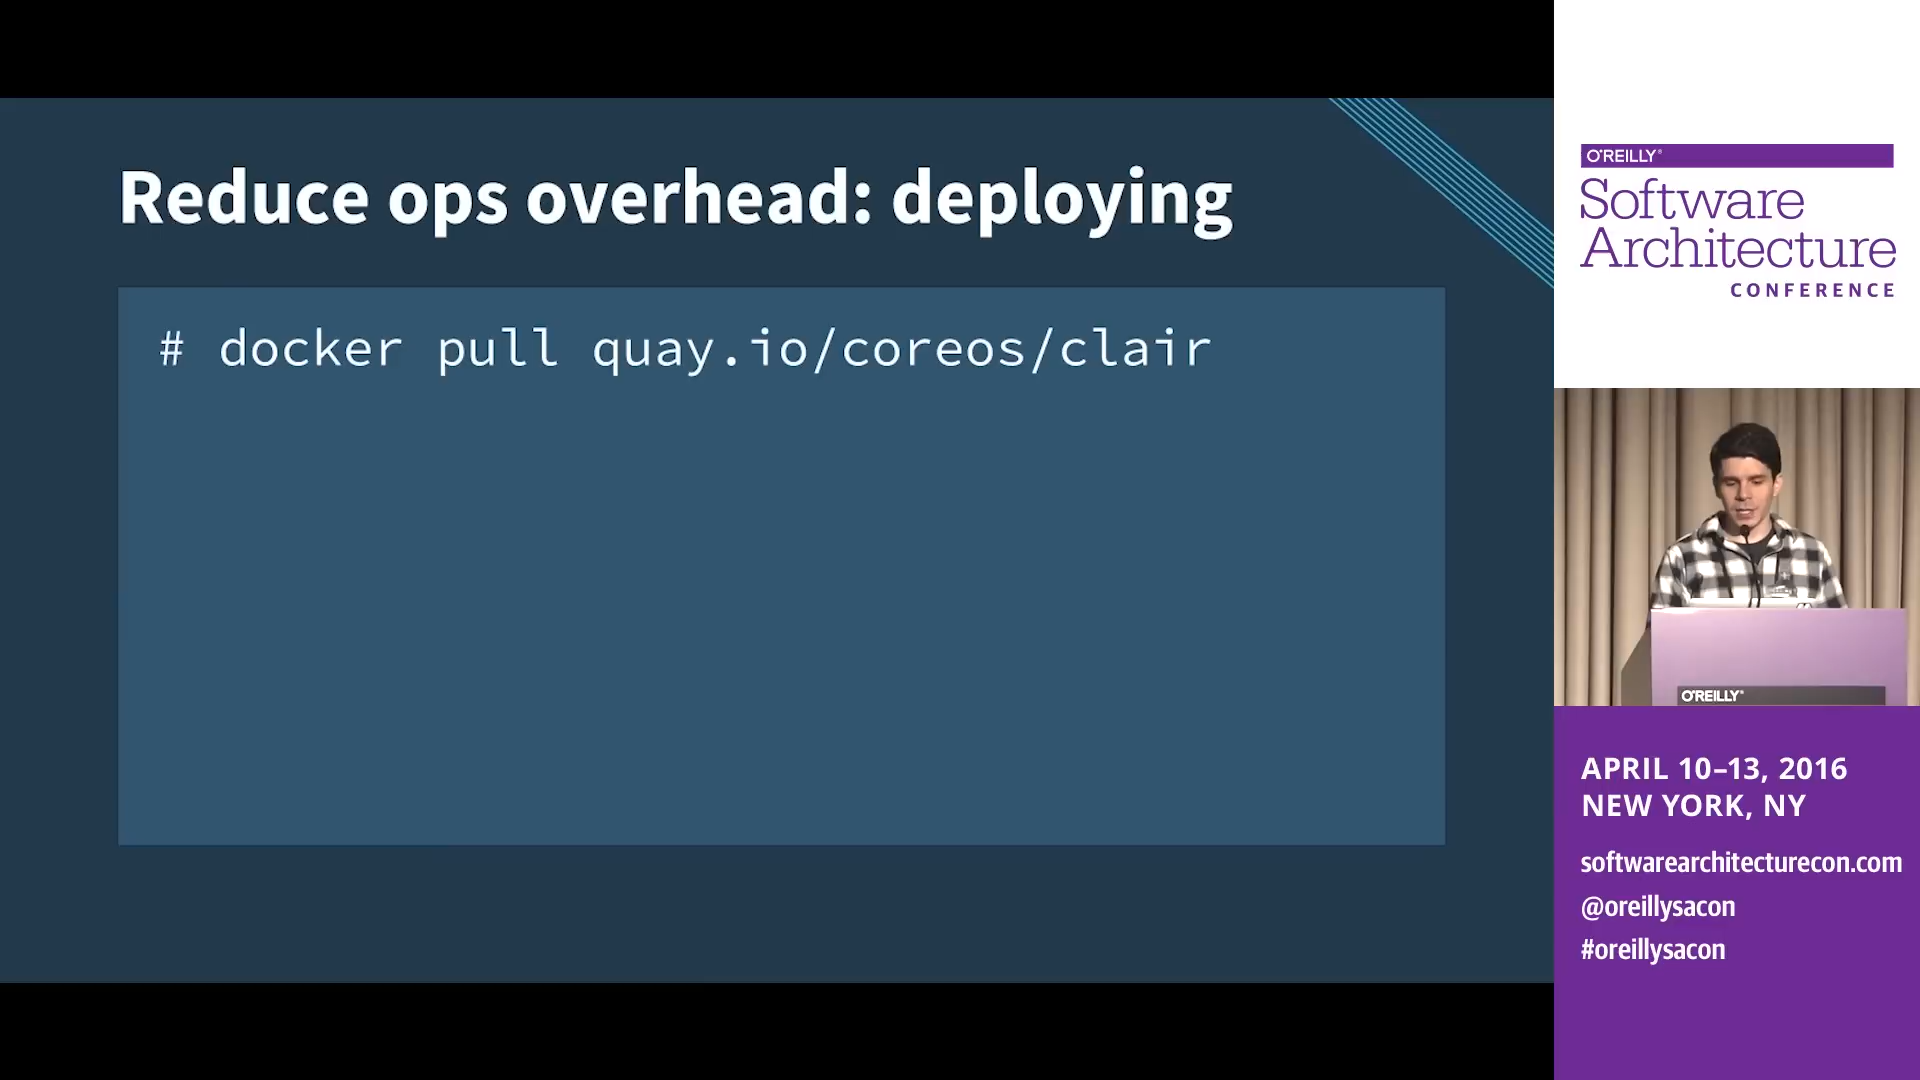 Reduce ops overhead: deploying
# docker pull quay.io/coreos/clair
O'REILLY®
Software
Architecture
CONFERENCE
O'REILLY®
APRIL 10–13, 2016
NEW YORK, NY
softwarearchitecturecon.com
@oreillysacon
#oreillysacon